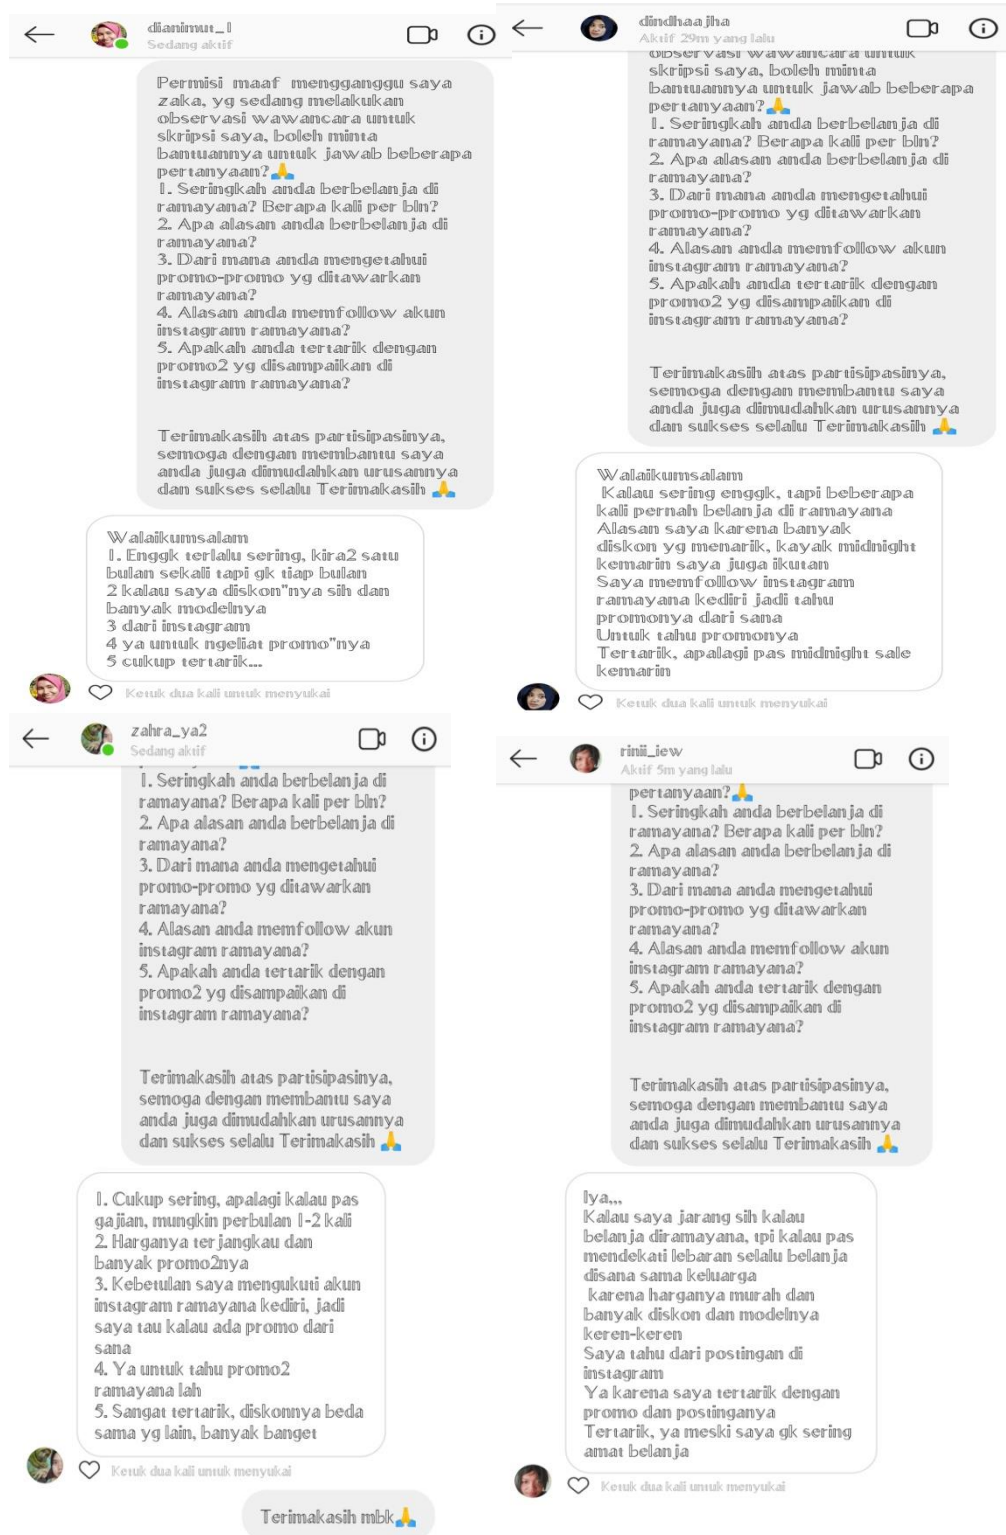 dianimut_1
Sedang aktif
Permisi maaf mengganggu saya
zaka, yg sedang melakukan
observasi wawancara untuk
skripsi saya, boleh minta
bantuannya untuk jawab beberapa
pertanyaan?🙏
1. Seringkah anda berbelanja di
ramayana? Berapa kali per bln?
2. Apa alasan anda berbelanja di
ramayana?
3. Dari mana anda mengetahui
promo-promo yg ditawarkan
ramayana?
4. Alasan anda memfollow akun
instagram ramayana?
5. Apakah anda tertarik dengan
promo2 yg disampaikan di
instagram ramayana?
Terimakasih atas partisipasinya,
semoga dengan membantu saya
anda juga dimudahkan urusannya
dan sukses selalu Terimakasih 🙏
Walaikumsalam
1. Enggk terlalu sering, kira2 satu
bulan sekali tapi gk tiap bulan
2 kalau saya diskon"nya sih dan
banyak modelnya
3 dari instagram
4 ya untuk ngeliat promo"nya
5 cukup tertarik...
Ketuk dua kali untuk menyukai
dindhaajha
Aktif 29m yang lalu
observasi wawancara untuk
skripsi saya, boleh minta
bantuannya untuk jawab beberapa
pertanyaan?🙏
1. Seringkah anda berbelanja di
ramayana? Berapa kali per bln?
2. Apa alasan anda berbelanja di
ramayana?
3. Dari mana anda mengetahui
promo-promo yg ditawarkan
ramayana?
4. Alasan anda memfollow akun
instagram ramayana?
5. Apakah anda tertarik dengan
promo2 yg disampaikan di
instagram ramayana?
Terimakasih atas partisipasinya,
semoga dengan membantu saya
anda juga dimudahkan urusannya
dan sukses selalu Terimakasih 🙏
Walaikumsalam
Kalau sering enggk, tapi beberapa
kali pernah belanja di ramayana
Alasan saya karena banyak
diskon yg menarik, kayak midnight
kemarin saya juga ikutan
Saya memfollow instagram
ramayana kediri jadi tahu
promonya dari sana
Untuk tahu promonya
Tertarik, apalagi pas midnight sale
kemarin
Ketuk dua kali untuk menyukai
zahra_ya2
Sedang aktif
1. Seringkah anda berbelanja di
ramayana? Berapa kali per bln?
2. Apa alasan anda berbelanja di
ramayana?
3. Dari mana anda mengetahui
promo-promo yg ditawarkan
ramayana?
4. Alasan anda memfollow akun
instagram ramayana?
5. Apakah anda tertarik dengan
promo2 yg disampaikan di
instagram ramayana?
Terimakasih atas partisipasinya,
semoga dengan membantu saya
anda juga dimudahkan urusannya
dan sukses selalu Terimakasih 🙏
1. Cukup sering, apalagi kalau pas
gajian, mungkin perbulan 1-2 kali
2. Harganya terjangkau dan
banyak promo2nya
3. Kebetulan saya mengukuti akun
instagram ramayana kediri, jadi
saya tau kalau ada promo dari
sana
4. Ya untuk tahu promo2
ramayana lah
5. Sangat tertarik, diskonnya beda
sama yg lain, banyak banget
Ketuk dua kali untuk menyukai
Terimakasih mbk🙏
rinii_iew
Aktif 5m yang lalu
pertanyaan?🙏
1. Seringkah anda berbelanja di
ramayana? Berapa kali per bln?
2. Apa alasan anda berbelanja di
ramayana?
3. Dari mana anda mengetahui
promo-promo yg ditawarkan
ramayana?
4. Alasan anda memfollow akun
instagram ramayana?
5. Apakah anda tertarik dengan
promo2 yg disampaikan di
instagram ramayana?
Terimakasih atas partisipasinya,
semoga dengan membantu saya
anda juga dimudahkan urusannya
dan sukses selalu Terimakasih 🙏
Iya,,,
Kalau saya jarang sih kalau
belanja diramayana, tpi kalau pas
mendekati lebaran selalu belanja
disana sama keluarga
karena harganya murah dan
banyak diskon dan modelnya
keren-keren
Saya tahu dari postingan di
instagram
Ya karena saya tertarik dengan
promo dan postinganya
Tertarik, ya meski saya gk sering
amat belanja
Ketuk dua kali untuk menyukai